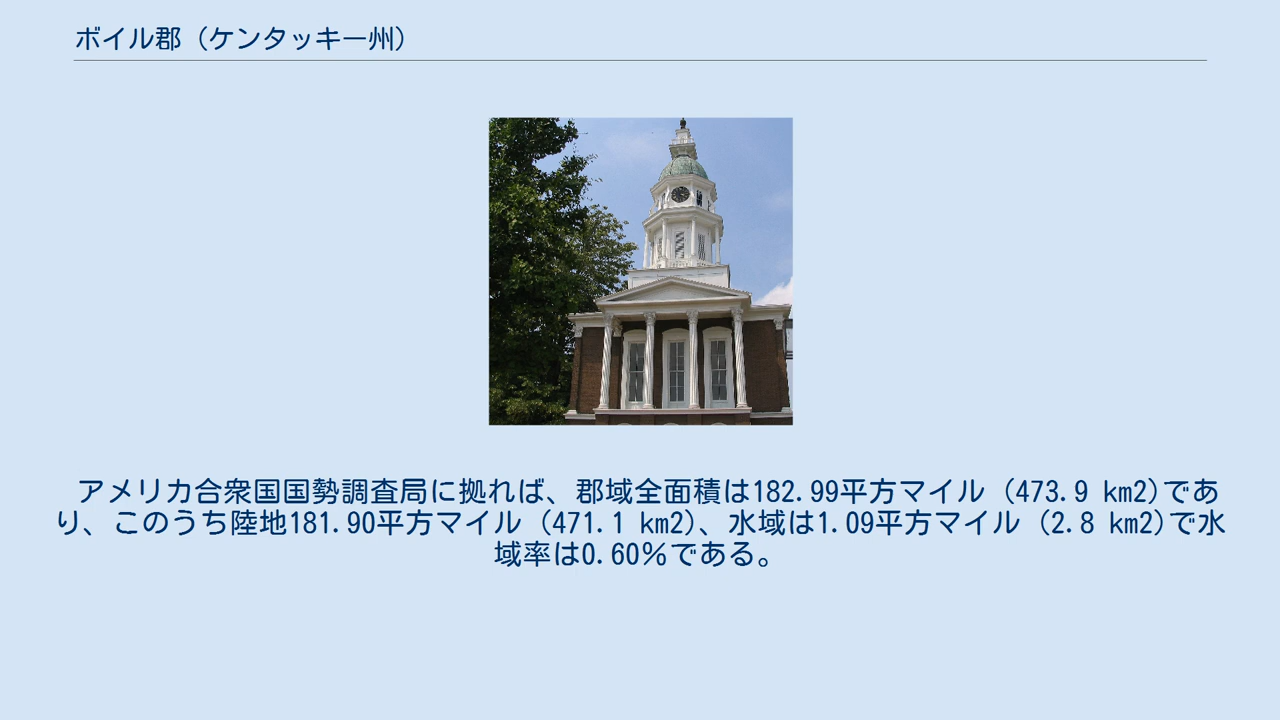 ボイル郡（ケンタッキー州）
アメリカ合衆国国勢調査局に拠れば、郡域全面積は182.99平方マイル (473.9 km2)であ
り、このうち陸地181.90平方マイル (471.1 km2)、水域は1.09平方マイル (2.8 km2)で水
域率は0.60%である。